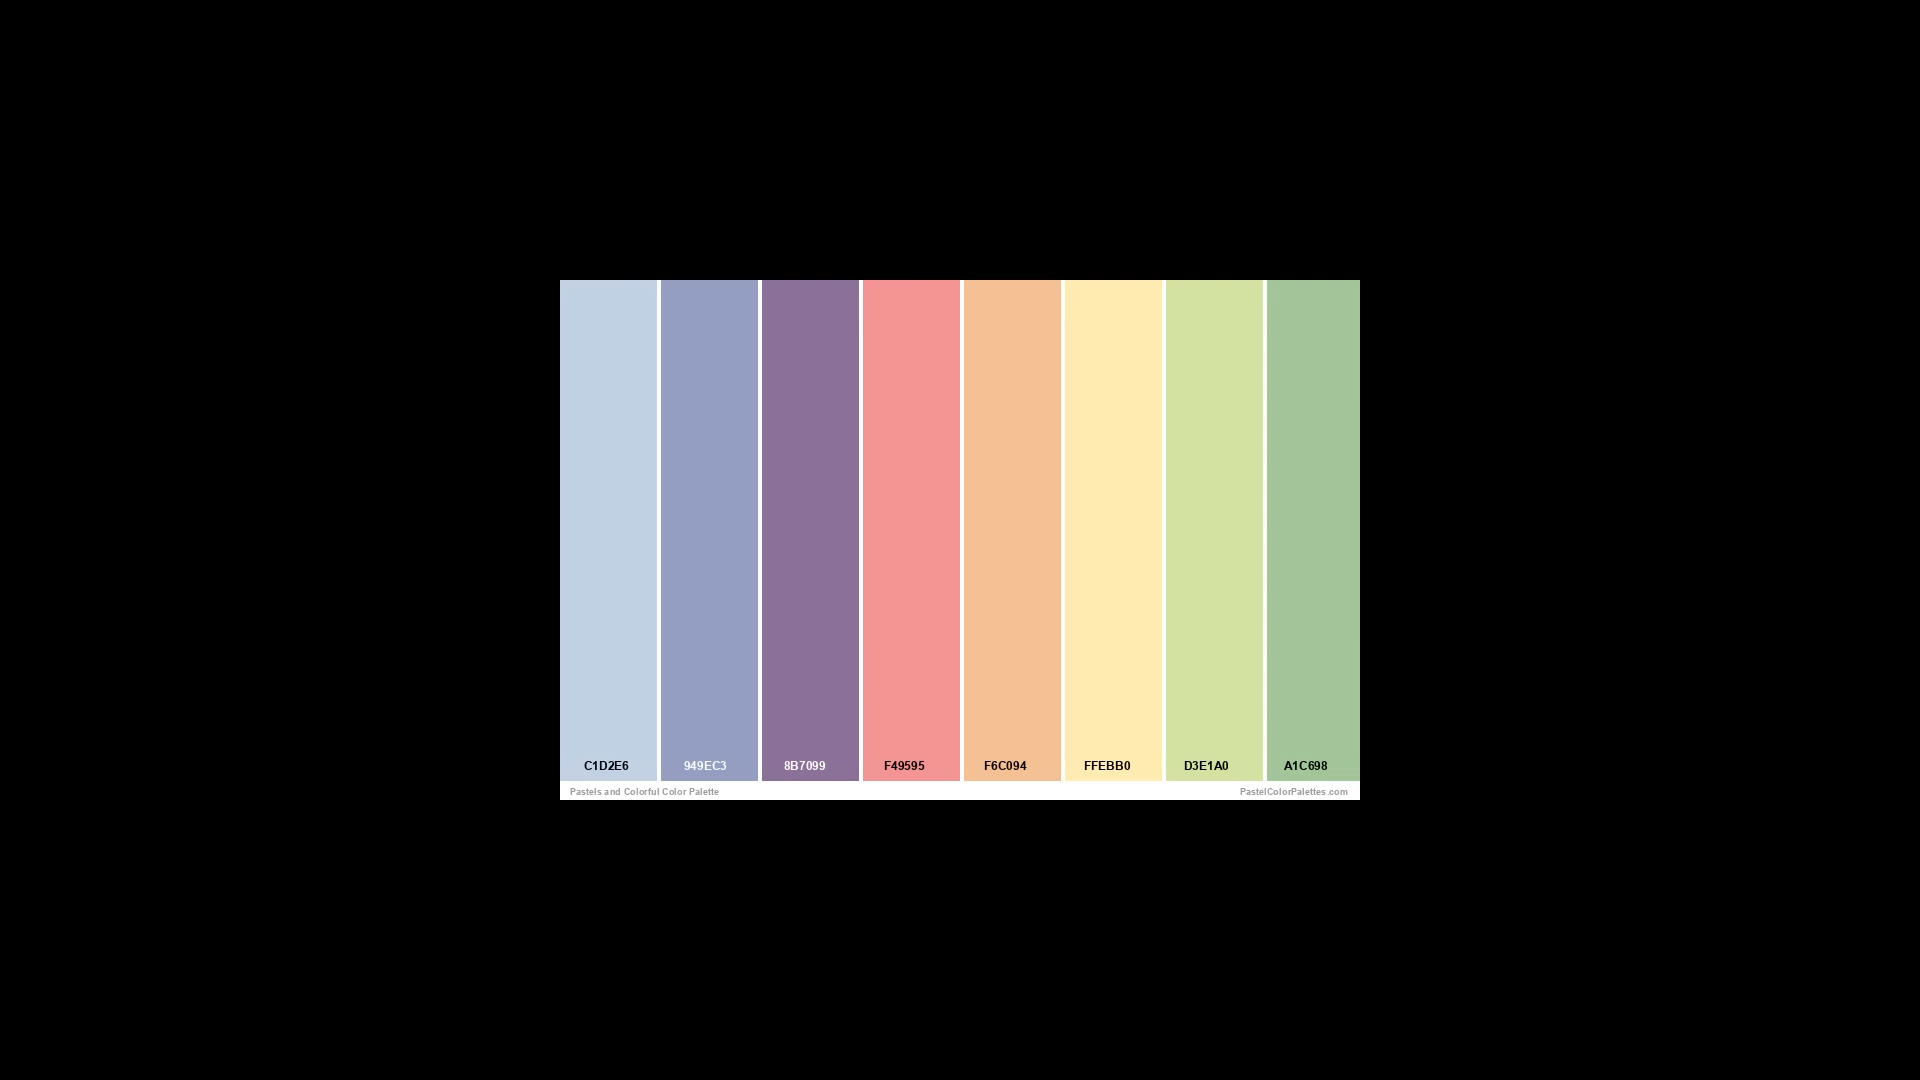 C1D2E6 949EC3 8B7099 F49595 F6C094 FFEBB0 D3E1A0 A1C698
Pastels and Colorful Color Palette PastelColorPalettes.com